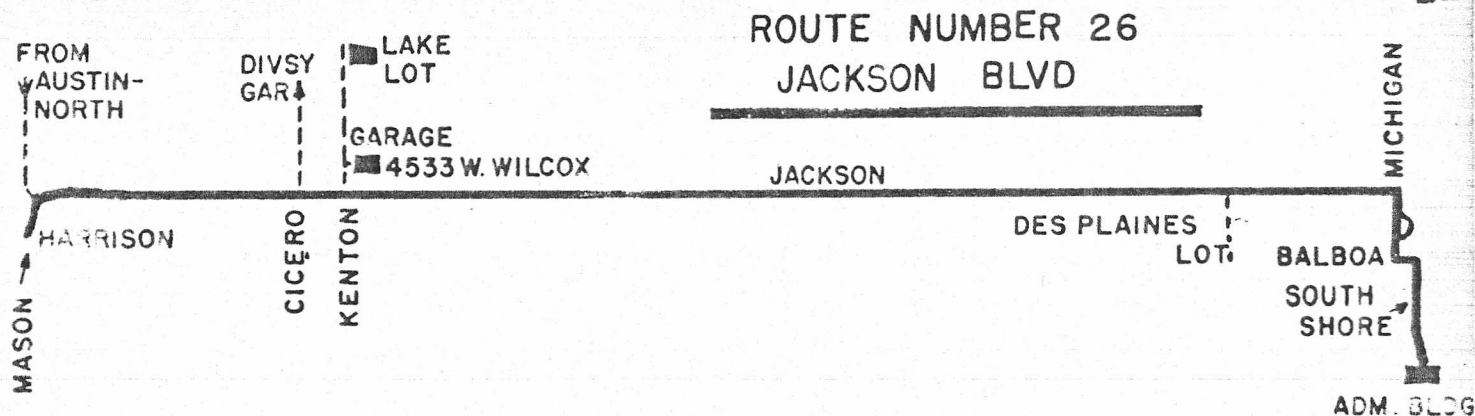 ROUTE NUMBER 26
JACKSON BLVD
FROM
AUSTIN-
NORTH
DIVSY
GAR
LAKE
LOT
GARAGE
4533 W. WILCOX
MICHIGAN
JACKSON
HARRISON
MASON
CICERO
KENTON
DES PLAINES
LOT
BALBOA
SOUTH
SHORE
ADM. BLDG